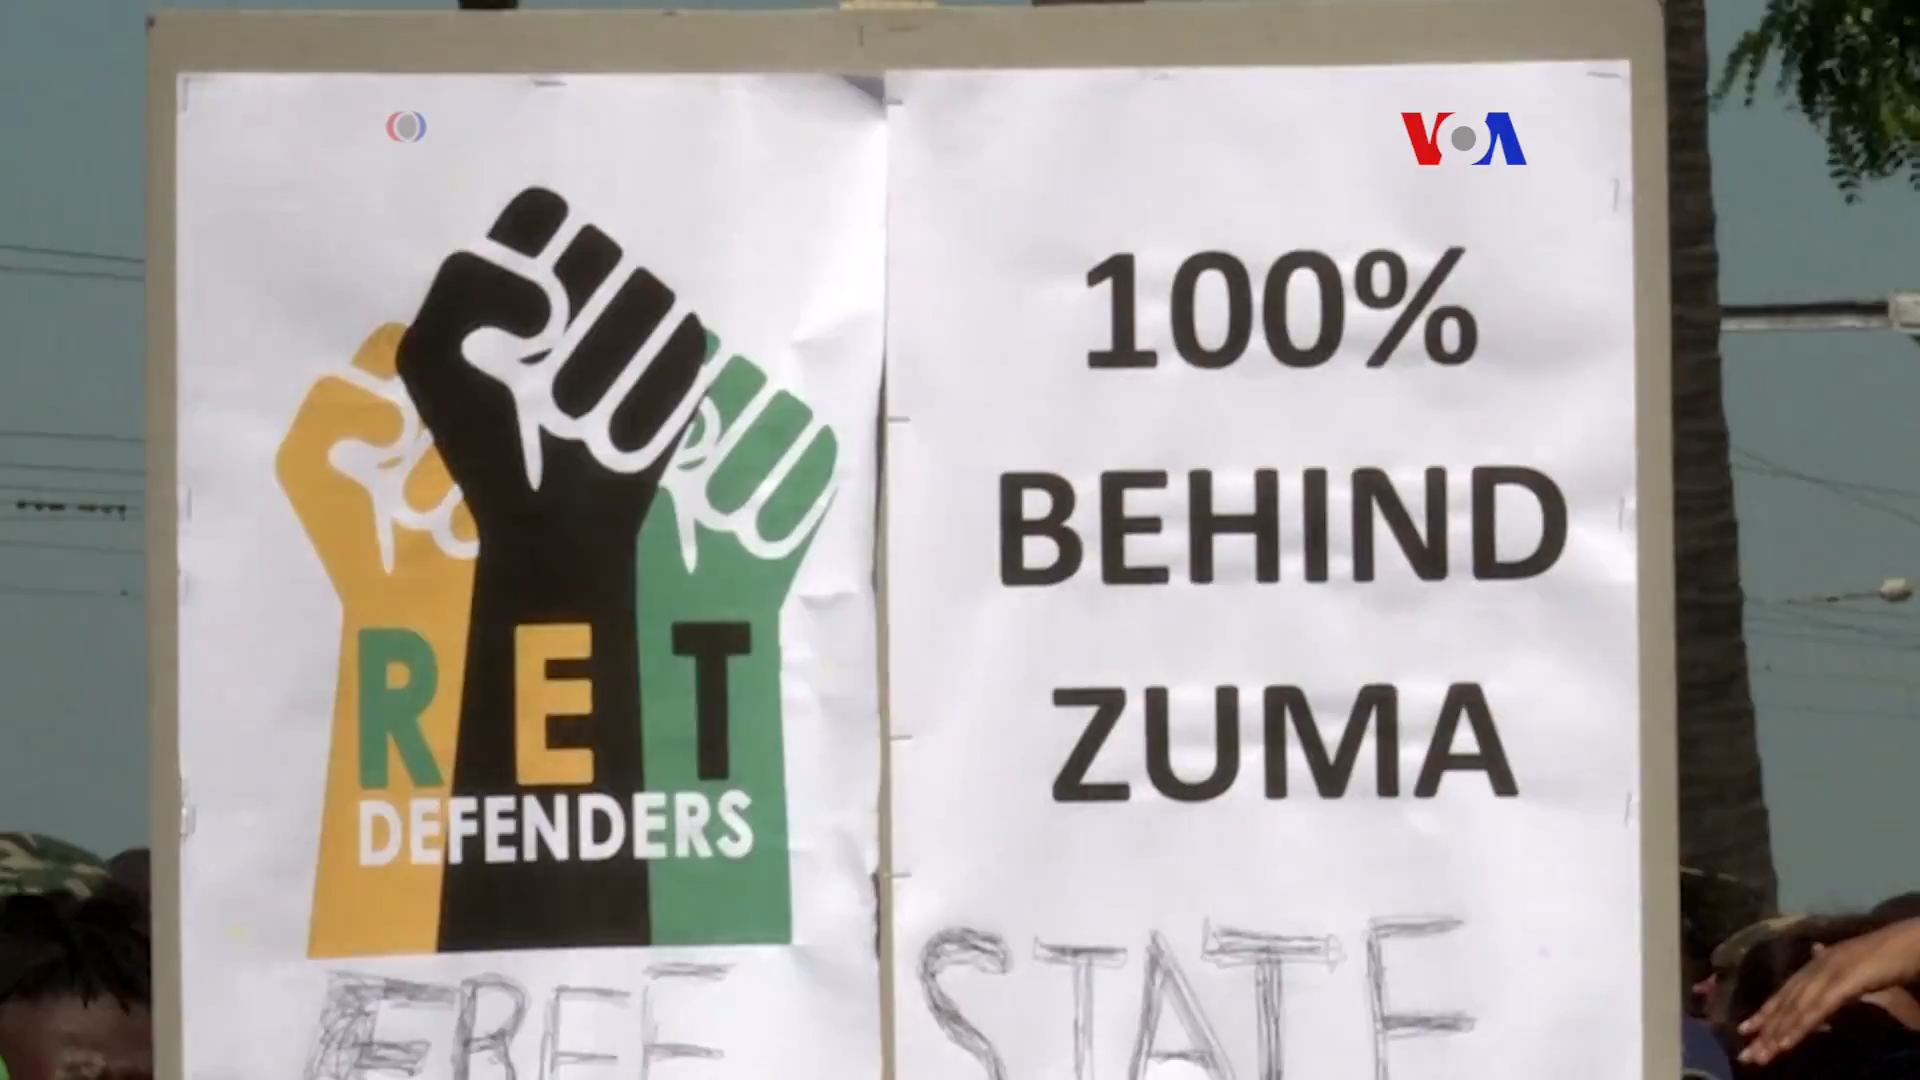 VOA
RET
DEFENDERS
100%
BEHIND
ZUMA
FREE STATE